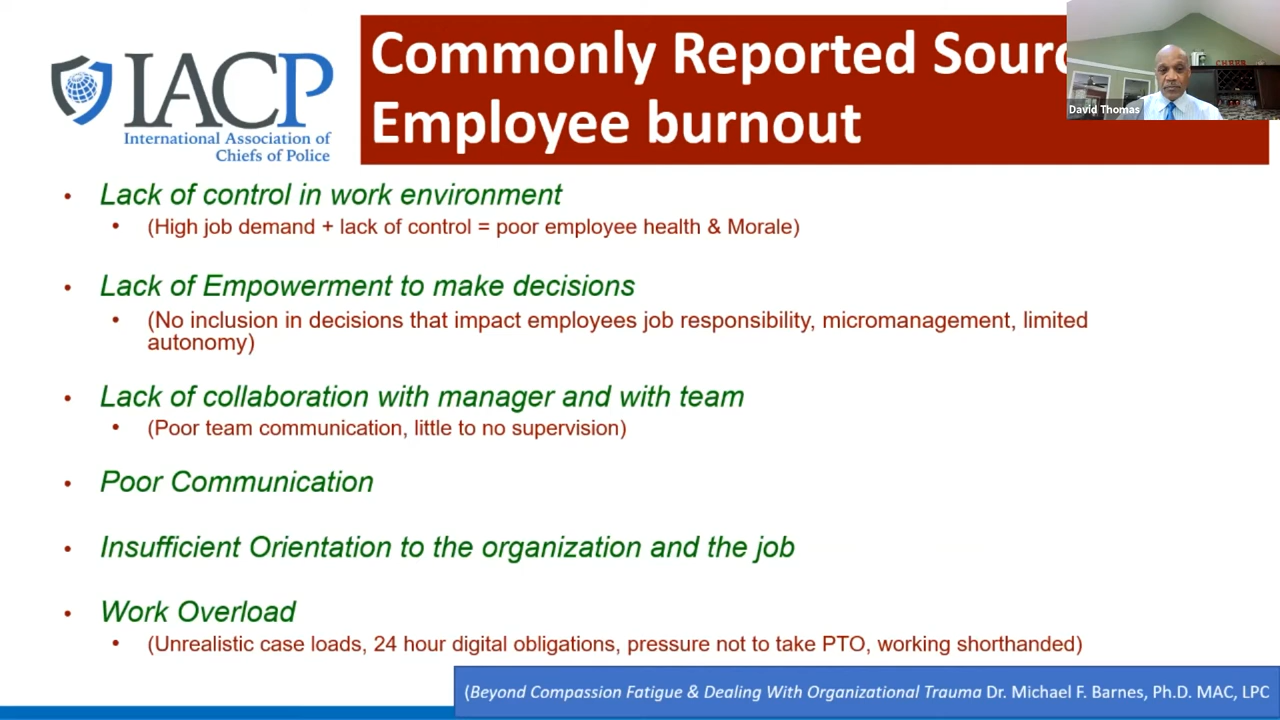 IACP
International Association of
Chiefs of Police
Commonly Reported Sourc
Employee burnout
David Thomas
• Lack of control in work environment
• (High job demand + lack of control = poor employee health & Morale)
• Lack of Empowerment to make decisions
• (No inclusion in decisions that impact employees job responsibility, micromanagement, limited
autonomy)
• Lack of collaboration with manager and with team
• (Poor team communication, little to no supervision)
• Poor Communication
• Insufficient Orientation to the organization and the job
• Work Overload
• (Unrealistic case loads, 24 hour digital obligations, pressure not to take PTO, working shorthanded)
(Beyond Compassion Fatigue & Dealing With Organizational Trauma Dr. Michael F. Barnes, Ph.D. MAC, LPC